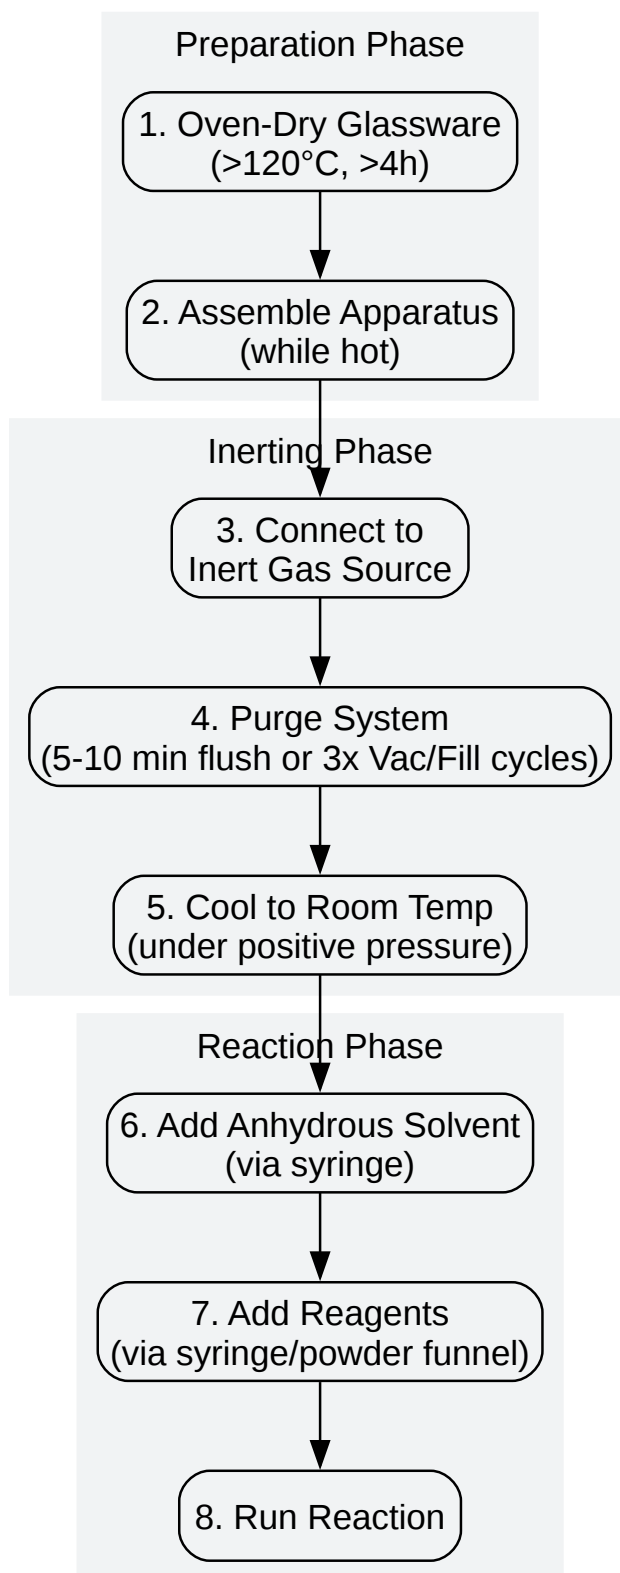 Preparation Phase
1. Oven-Dry Glassware
(>120°C, >4h)
2. Assemble Apparatus
(while hot)
Inerting Phase
3. Connect to
Inert Gas Source
4. Purge System
(5-10 min flush or 3x Vac/Fill cycles)
5. Cool to Room Temp
(under positive pressure)
Reaction Phase
6. Add Anhydrous Solvent
(via syringe)
7. Add Reagents
(via syringe/powder funnel)
8. Run Reaction